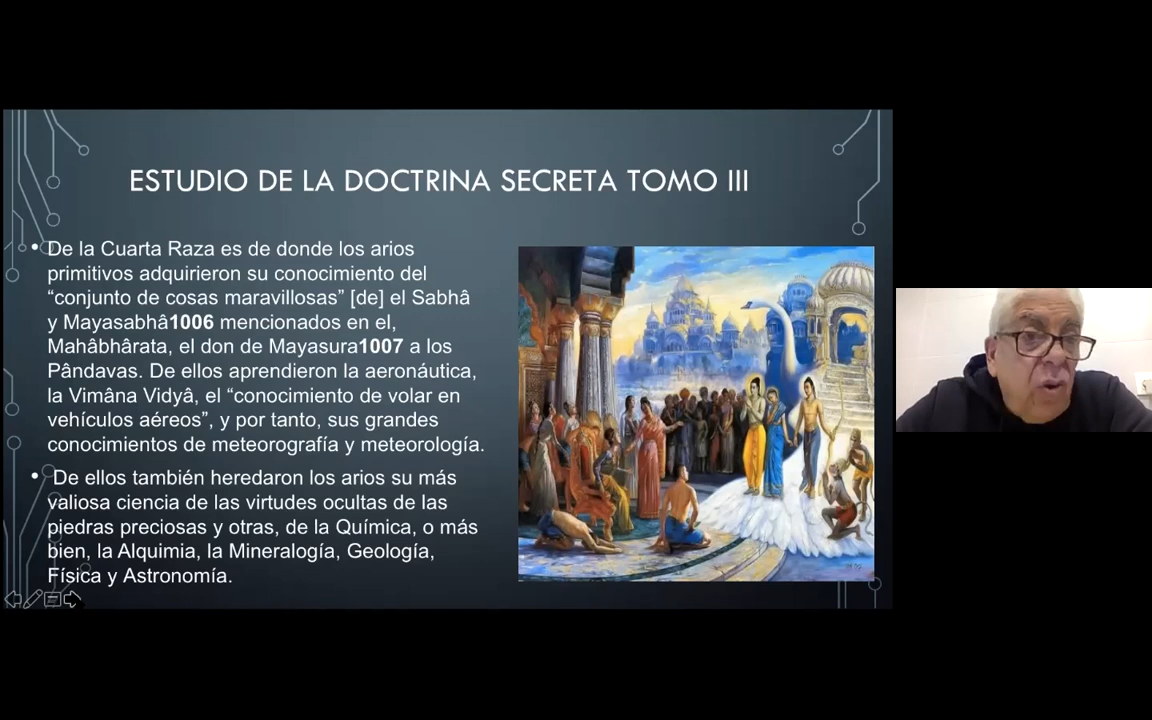 ESTUDIO DE LA DOCTRINA SECRETA TOMO III
• De la Cuarta Raza es de donde los arios
primitivos adquirieron su conocimiento del
“conjunto de cosas maravillosas” [de] el Sabhâ
y Mayasabhâ1006 mencionados en el,
Mahâbhârata, el don de Mayasura1007 a los
Pândavas. De ellos aprendieron la aeronáutica,
la Vimâna Vidyâ, el “conocimiento de volar en
vehículos aéreos”, y por tanto, sus grandes
conocimientos de meteorografía y meteorología.
• De ellos también heredaron los arios su más
valiosa ciencia de las virtudes ocultas de las
piedras preciosas y otras, de la Química, o más
bien, la Alquimia, la Mineralogía, Geología,
Física y Astronomía.